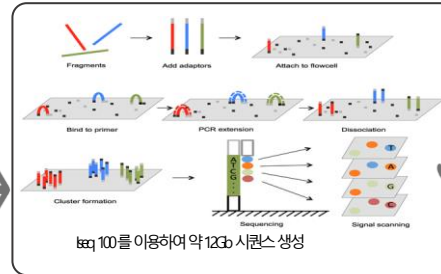 Fragments
Add adaptors
Attach to flowcell
Bind to primer
PCR extension
Dissociation
Cluster formation
A
T
C
G
Sequencing
T
A
G
C
Signal scanning
Iseq 100를 이용하여 약 1.2Gb 시퀀스 생성